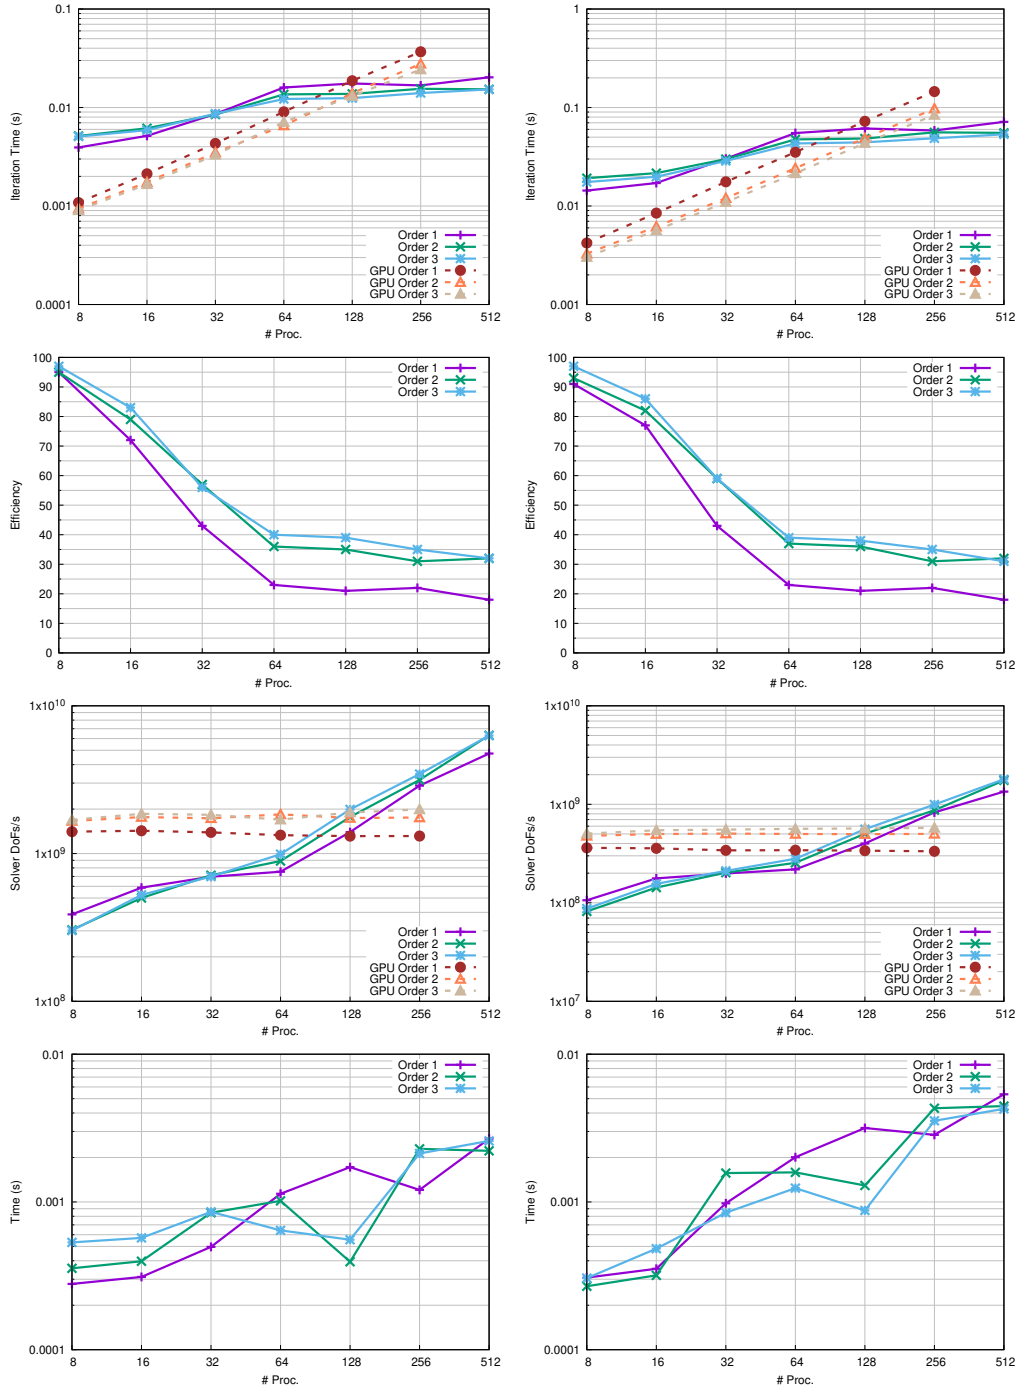 0.1
0.01
0.001
0.0001
Iteration Time (s)
8 16 32 64 128 256 512
# Proc.
Order 1
Order 2
Order 3
GPU Order 1
GPU Order 2
GPU Order 3
1
0.1
0.01
0.001
Iteration Time (s)
8 16 32 64 128 256 512
# Proc.
Order 1
Order 2
Order 3
GPU Order 1
GPU Order 2
GPU Order 3
100
90
80
70
60
50
40
30
20
10
0
Efficiency
8 16 32 64 128 256 512
# Proc.
Order 1
Order 2
Order 3
100
90
80
70
60
50
40
30
20
10
0
Efficiency
8 16 32 64 128 256 512
# Proc.
Order 1
Order 2
Order 3
1x10^10
1x10^9
1x10^8
Solver DoFs/s
8 16 32 64 128 256 512
# Proc.
Order 1
Order 2
Order 3
GPU Order 1
GPU Order 2
GPU Order 3
1x10^10
1x10^9
1x10^8
1x10^7
Solver DoFs/s
8 16 32 64 128 256 512
# Proc.
Order 1
Order 2
Order 3
GPU Order 1
GPU Order 2
GPU Order 3
0.01
0.001
0.0001
Time (s)
8 16 32 64 128 256 512
# Proc.
Order 1
Order 2
Order 3
0.01
0.001
0.0001
Time (s)
8 16 32 64 128 256 512
# Proc.
Order 1
Order 2
Order 3